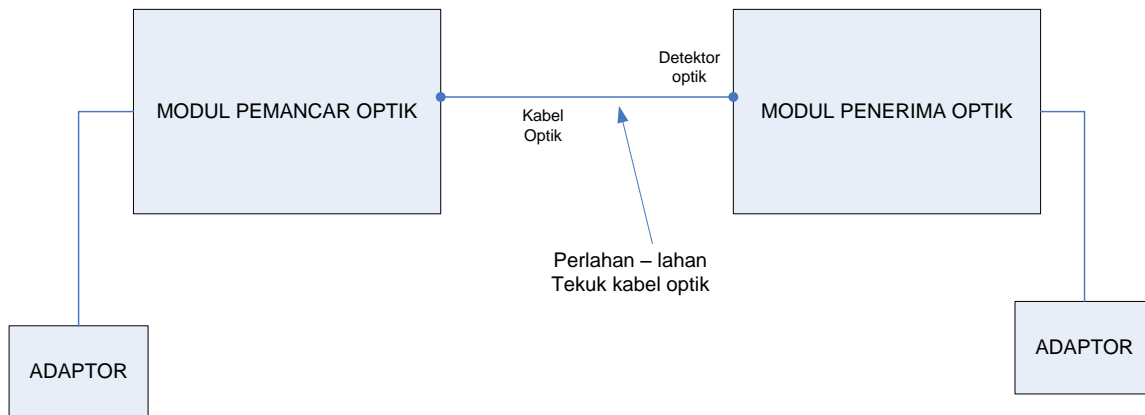 MODUL PEMANCAR OPTIK
Kabel
Optik
Detektor
optik
MODUL PENERIMA OPTIK
Perlahan – lahan
Tekuk kabel optik
ADAPTOR
ADAPTOR